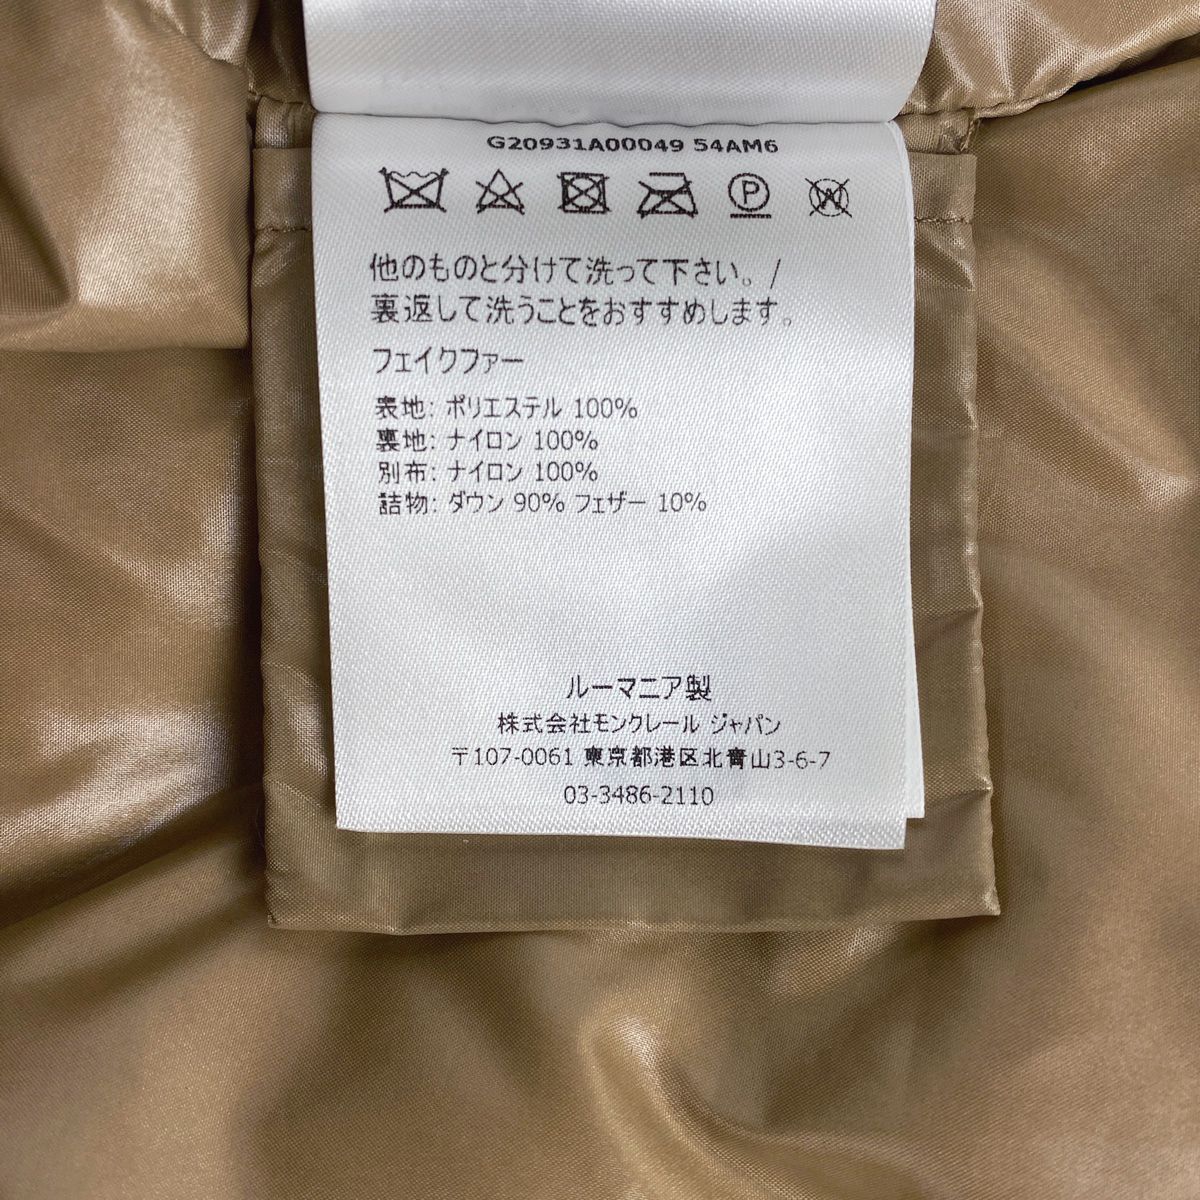 G20931A00049 54AM6
P W
他のものと分けて洗って下さい。/
裏返して洗うことをおすすめします。
フェイクファー
表地: ポリエステル 100%
裏地: ナイロン 100%
別布: ナイロン 100%
詰物: ダウン 90% フェザー 10%
ルーマニア製
株式会社モンクレール ジャパン
〒107-0061 東京都港区北青山3-6-7
03-3486-2110